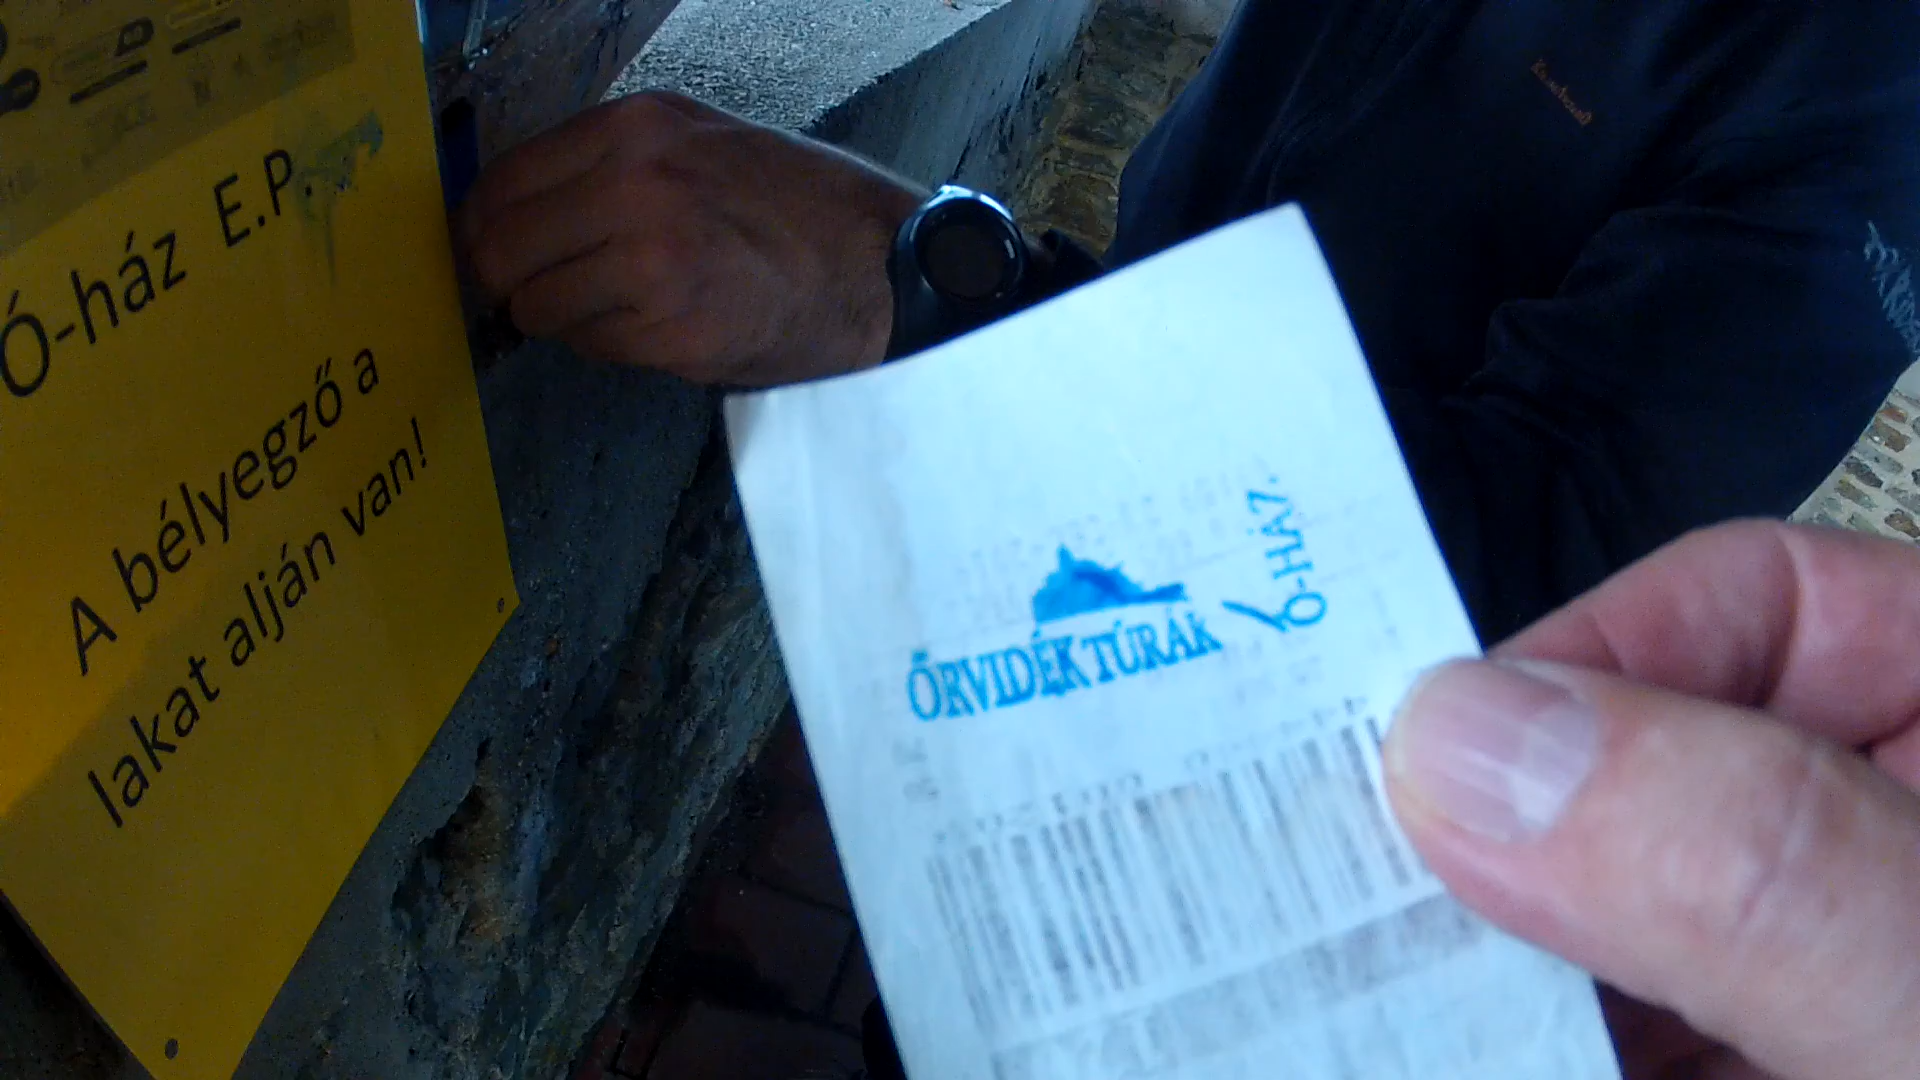 Ó-ház E.P.
A bélyegző a
lakat alján van!
ŐRVIDÉK TÚRÁK
Ó-HÁZ.